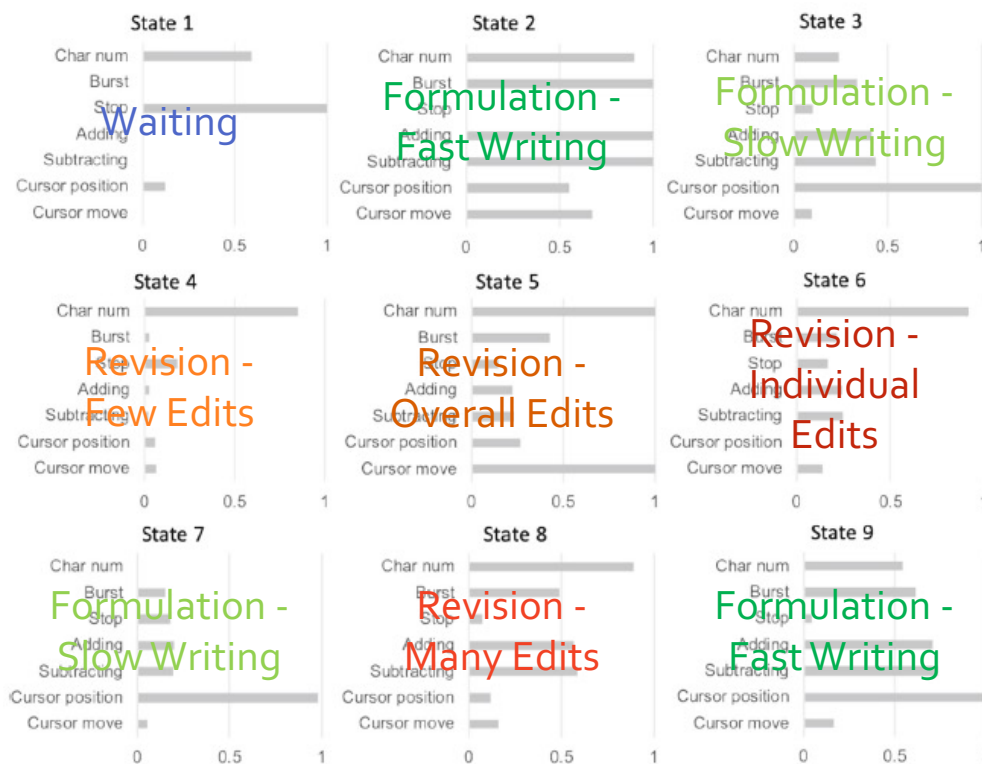 State 1
Char num
Burst
Stop
Adding
Subtracting
Cursor position
Cursor move
0 0.5 1
Waiting
State 2
Char num
Burst
Stop
Adding
Subtracting
Cursor position
Cursor move
0 0.5 1
Formulation -
Fast Writing
State 3
Char num
Burst
Stop
Adding
Subtracting
Cursor position
Cursor move
0 0.5 1
Formulation -
Slow Writing
State 4
Char num
Burst
Stop
Adding
Subtracting
Cursor position
Cursor move
0 0.5 1
Revision -
Few Edits
State 5
Char num
Burst
Stop
Adding
Subtracting
Cursor position
Cursor move
0 0.5 1
Revision -
Overall Edits
State 6
Char num
Burst
Stop
Adding
Subtracting
Cursor position
Cursor move
0 0.5 1
Revision -
Individual
Edits
State 7
Char num
Burst
Stop
Adding
Subtracting
Cursor position
Cursor move
0 0.5 1
Formulation -
Slow Writing
State 8
Char num
Burst
Stop
Adding
Subtracting
Cursor position
Cursor move
0 0.5 1
Revision -
Many Edits
State 9
Char num
Burst
Stop
Adding
Subtracting
Cursor position
Cursor move
0 0.5 1
Formulation -
Fast Writing